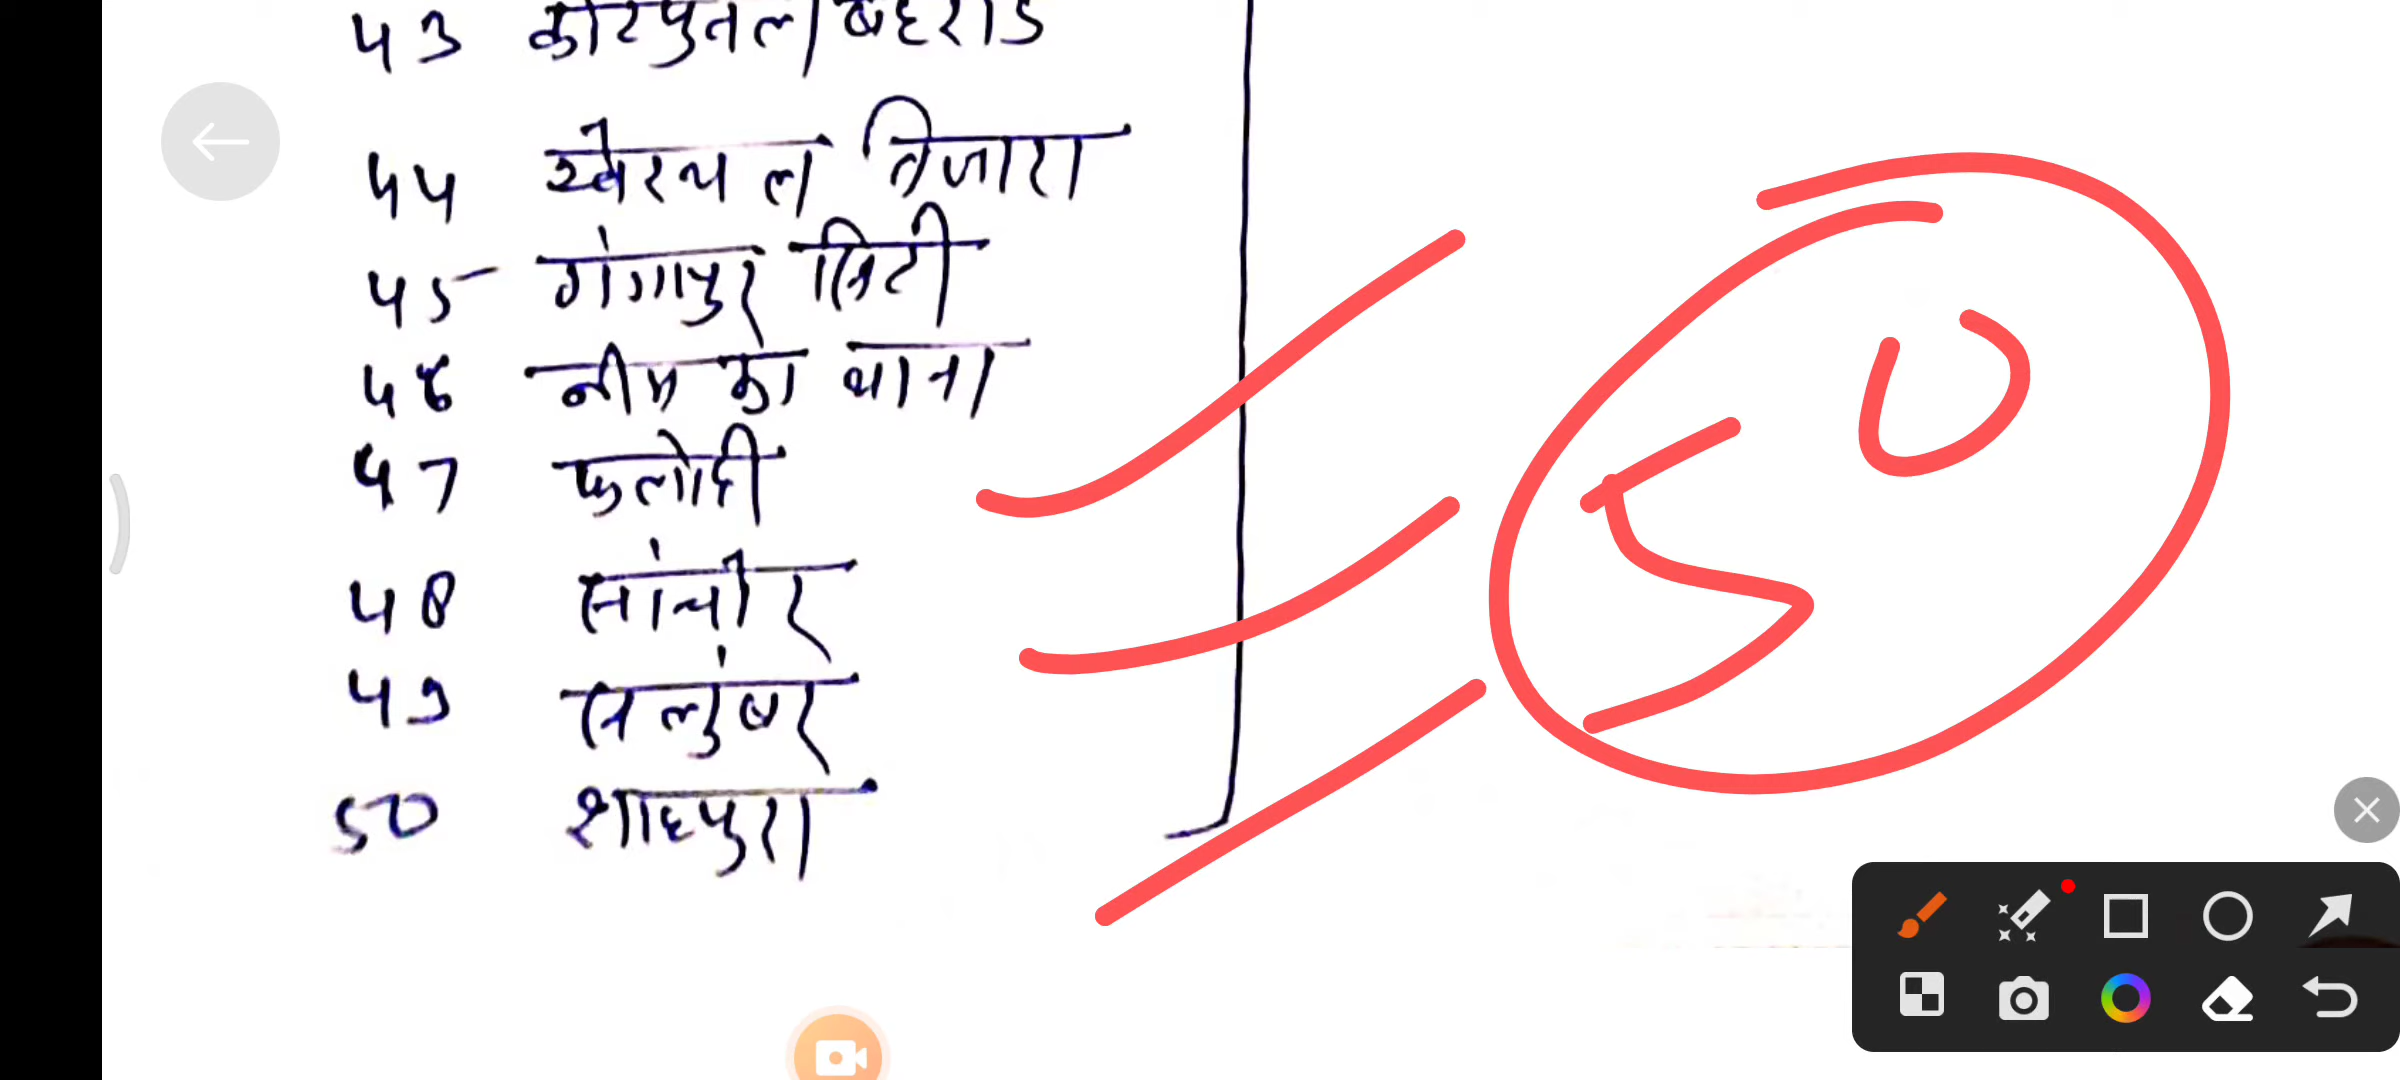 43 कोटपुतली बहरोड
44 खैरथल तिजारा
45 गंगापुर सिटी
46 नीम का थाना
47 फलोदी
48 सांचोर
49 सलुंबर
50 शाहपुरा
50